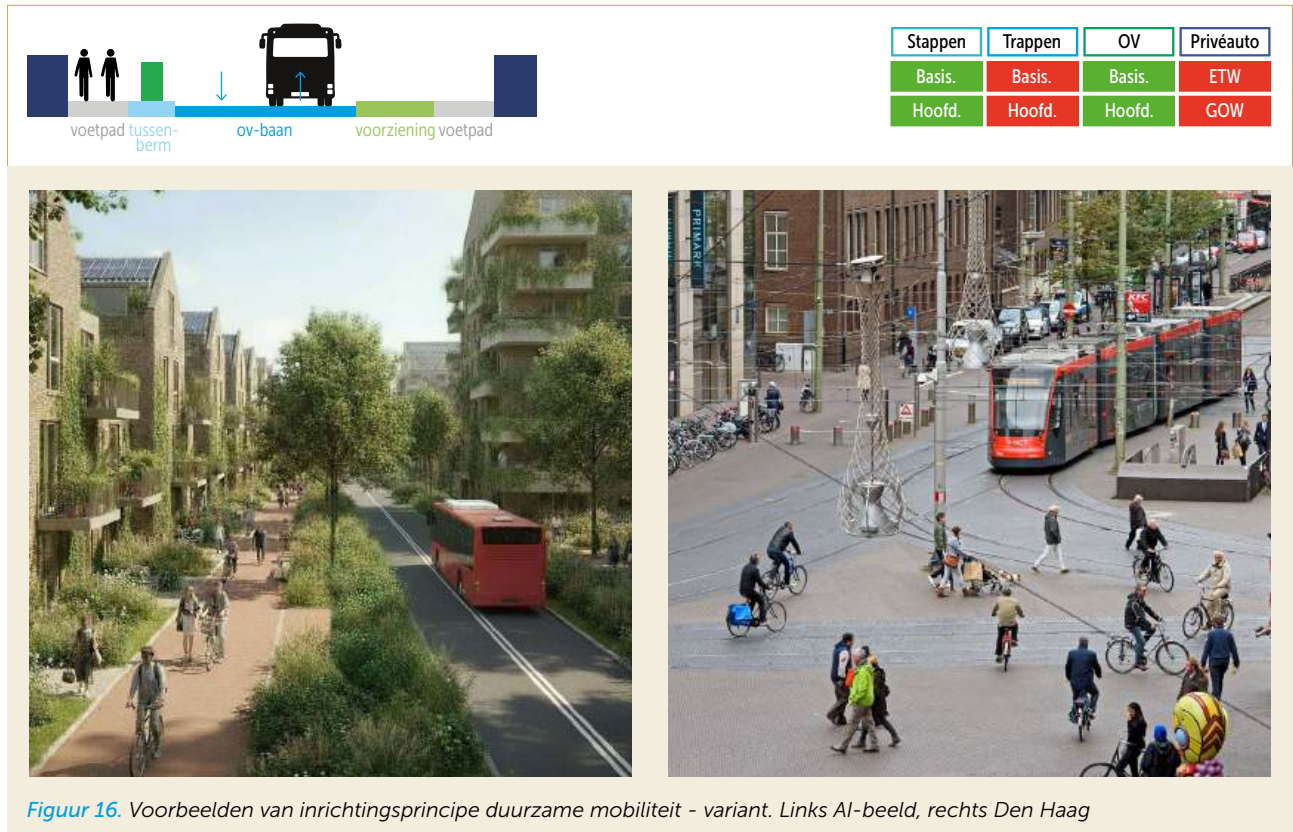 voetpad tussen-berm ov-baan voorziening voetpad
Stappen Trappen OV Privéauto
Basis. Basis. Basis. ETW
Hoofd. Hoofd. Hoofd. GOW
PRIMARK
KFC
Figuur 16. Voorbeelden van inrichtingsprincipe duurzame mobiliteit - variant. Links AI-beeld, rechts Den Haag